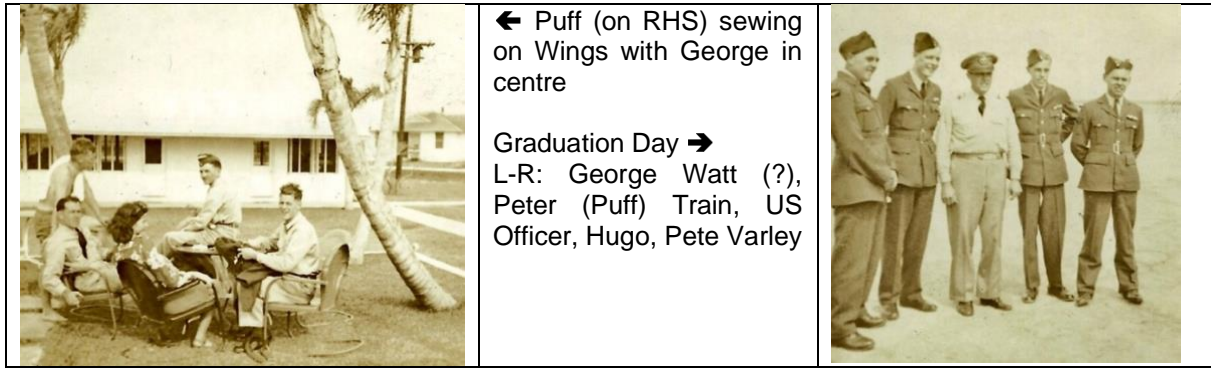 🡸 Puff (on RHS) sewing
on Wings with George in
centre
Graduation Day 🡺
L-R: George Watt (?),
Peter (Puff) Train, US
Officer, Hugo, Pete Varley